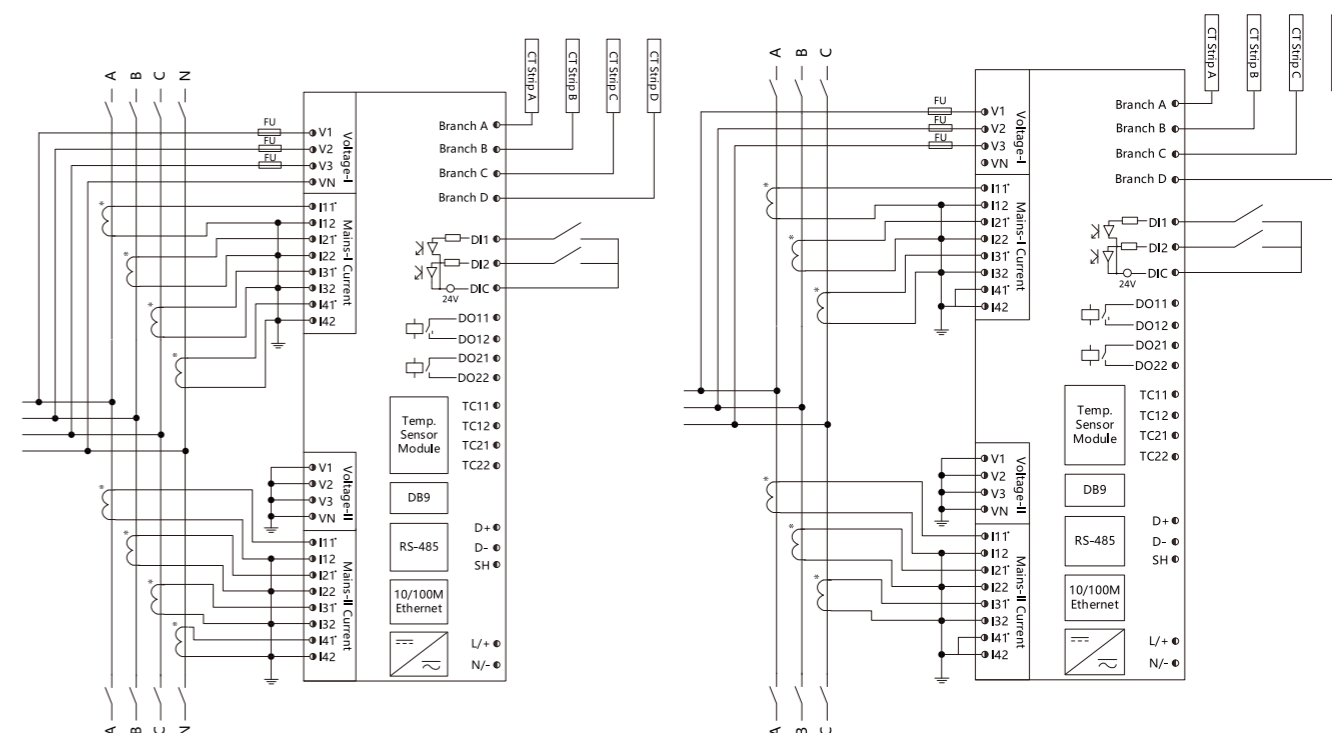 A
B
C
N
CT Strip A
CT Strip B
CT Strip C
CT Strip D
FU
FU
FU
V1
V2
V3
VN
Voltage-I
I11*
I12
I21*
I22
I31*
I32
I41*
I42
Mains-I Current
Branch A
Branch B
Branch C
Branch D
DI1
DI2
DIC
24V
DO11
DO12
DO21
DO22
TC11
TC12
TC21
TC22
Temp.
Sensor
Module
DB9
RS-485
10/100M
Ethernet
D+
D-
SH
L/+
N/-
*
*
*
*
V1
V2
V3
VN
Voltage-II
I11*
I12
I21*
I22
I31*
I32
I41*
I42
Mains-II Current
*
*
*
*
A
B
C
N
A
B
C
CT Strip A
CT Strip B
CT Strip C
FU
FU
FU
V1
V2
V3
VN
Voltage-I
I11*
I12
I21*
I22
I31*
I32
I41*
I42
Mains-I Current
Branch A
Branch B
Branch C
Branch D
DI1
DI2
DIC
24V
DO11
DO12
DO21
DO22
TC11
TC12
TC21
TC22
Temp.
Sensor
Module
DB9
RS-485
10/100M
Ethernet
D+
D-
SH
L/+
N/-
*
*
*
V1
V2
V3
VN
Voltage-II
I11*
I12
I21*
I22
I31*
I32
I41*
I42
Mains-II Current
*
*
*
A
B
C